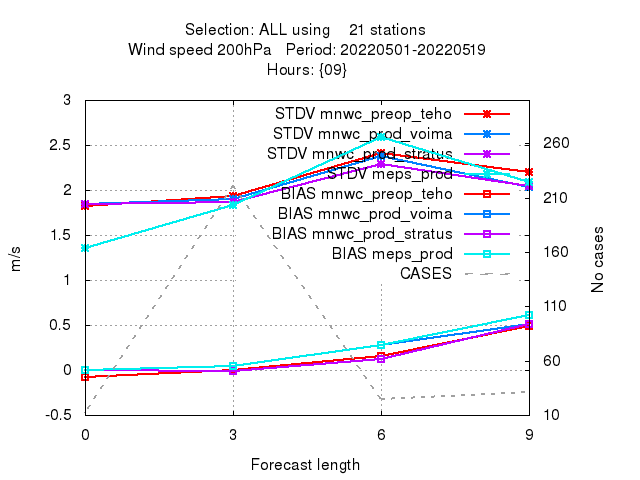 Selection: ALL using 21 stations
Wind speed 200hPa Period: 20220501-20220519
Hours: {09}
3
2.5
2
1.5
1
0.5
0
-0.5
m/s
STDV mnwc_preop_teho
STDV mnwc_prod_voima
STDV mnwc_prod_stratus
STDV meps_prod
BIAS mnwc_preop_teho
BIAS mnwc_prod_voima
BIAS mnwc_prod_stratus
BIAS meps_prod
CASES
260
210
160
110
60
10
No cases
0 3 6 9
Forecast length